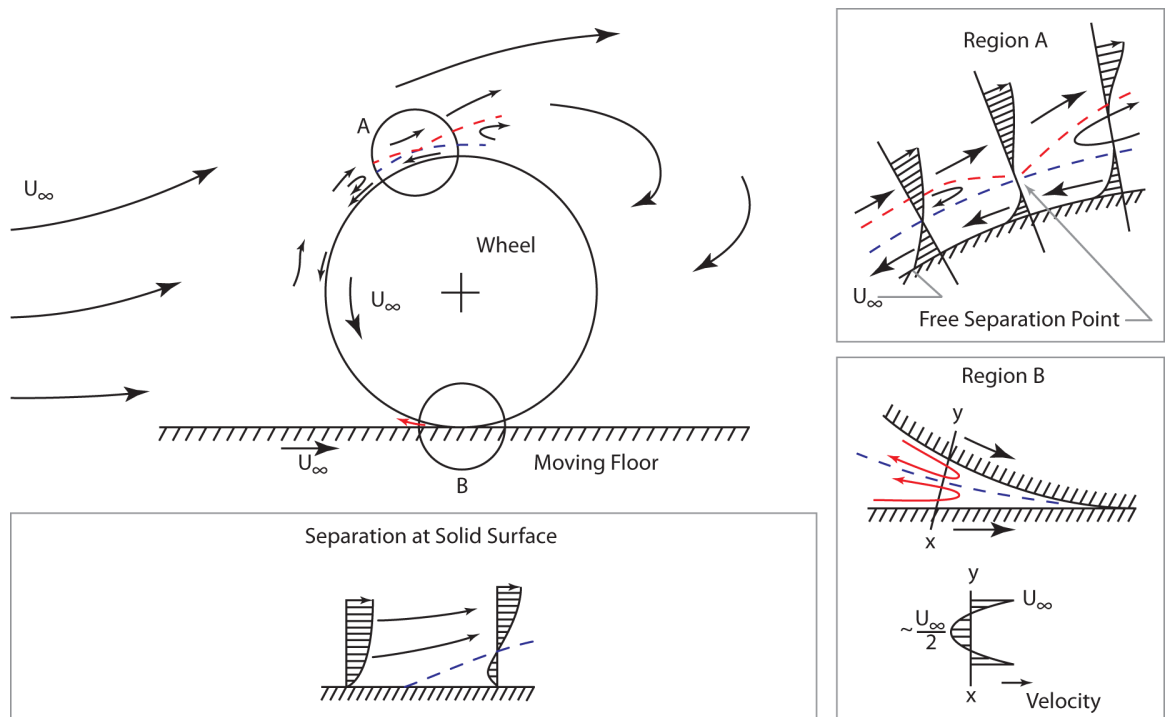 A
U∞
Wheel
U∞
U∞
Moving Floor
B
Region A
U∞
Free Separation Point
Region B
y
x
y
U∞
~ U∞/2
x
Velocity
Separation at Solid Surface